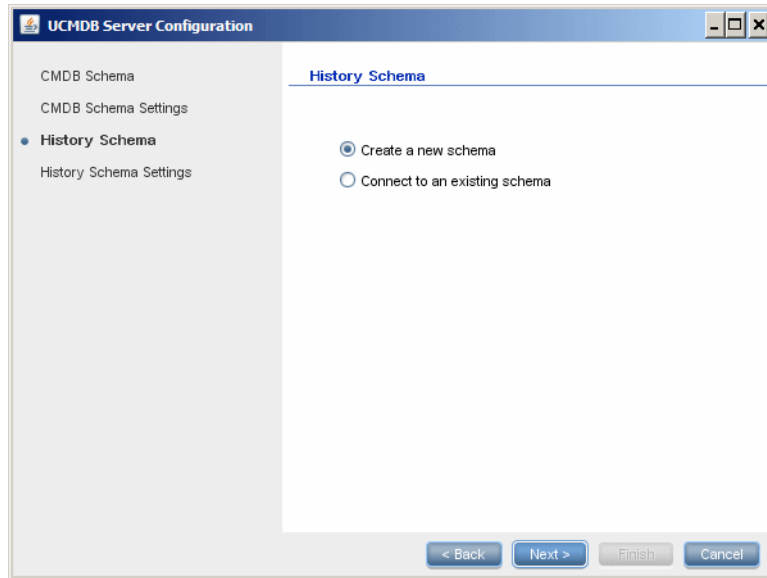 UCMDB Server Configuration
CMDB Schema
CMDB Schema Settings
History Schema
History Schema Settings
History Schema
Create a new schema
Connect to an existing schema
< Back Next > Finish Cancel